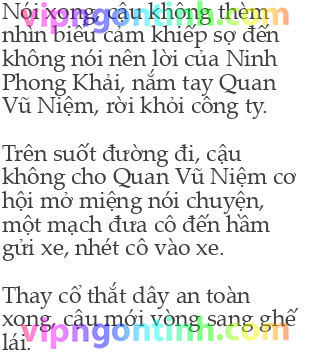 Nói xong, cậu không thèm
nhìn biểu cảm khiếp sợ đến
không nói nên lời của Ninh
Phong Khải, nắm tay Quan
Vũ Niệm, rời khỏi công ty.
Trên suốt đường đi, cậu
không cho Quan Vũ Niệm cơ
hội mở miệng nói chuyện,
một mạch đưa cô đến hầm
gửi xe, nhét cô vào xe.
Thay cổ thắt dây an toàn
xong, cậu mới vòng sang ghế
lái.
vipngontinh.com
vipngontinh.com